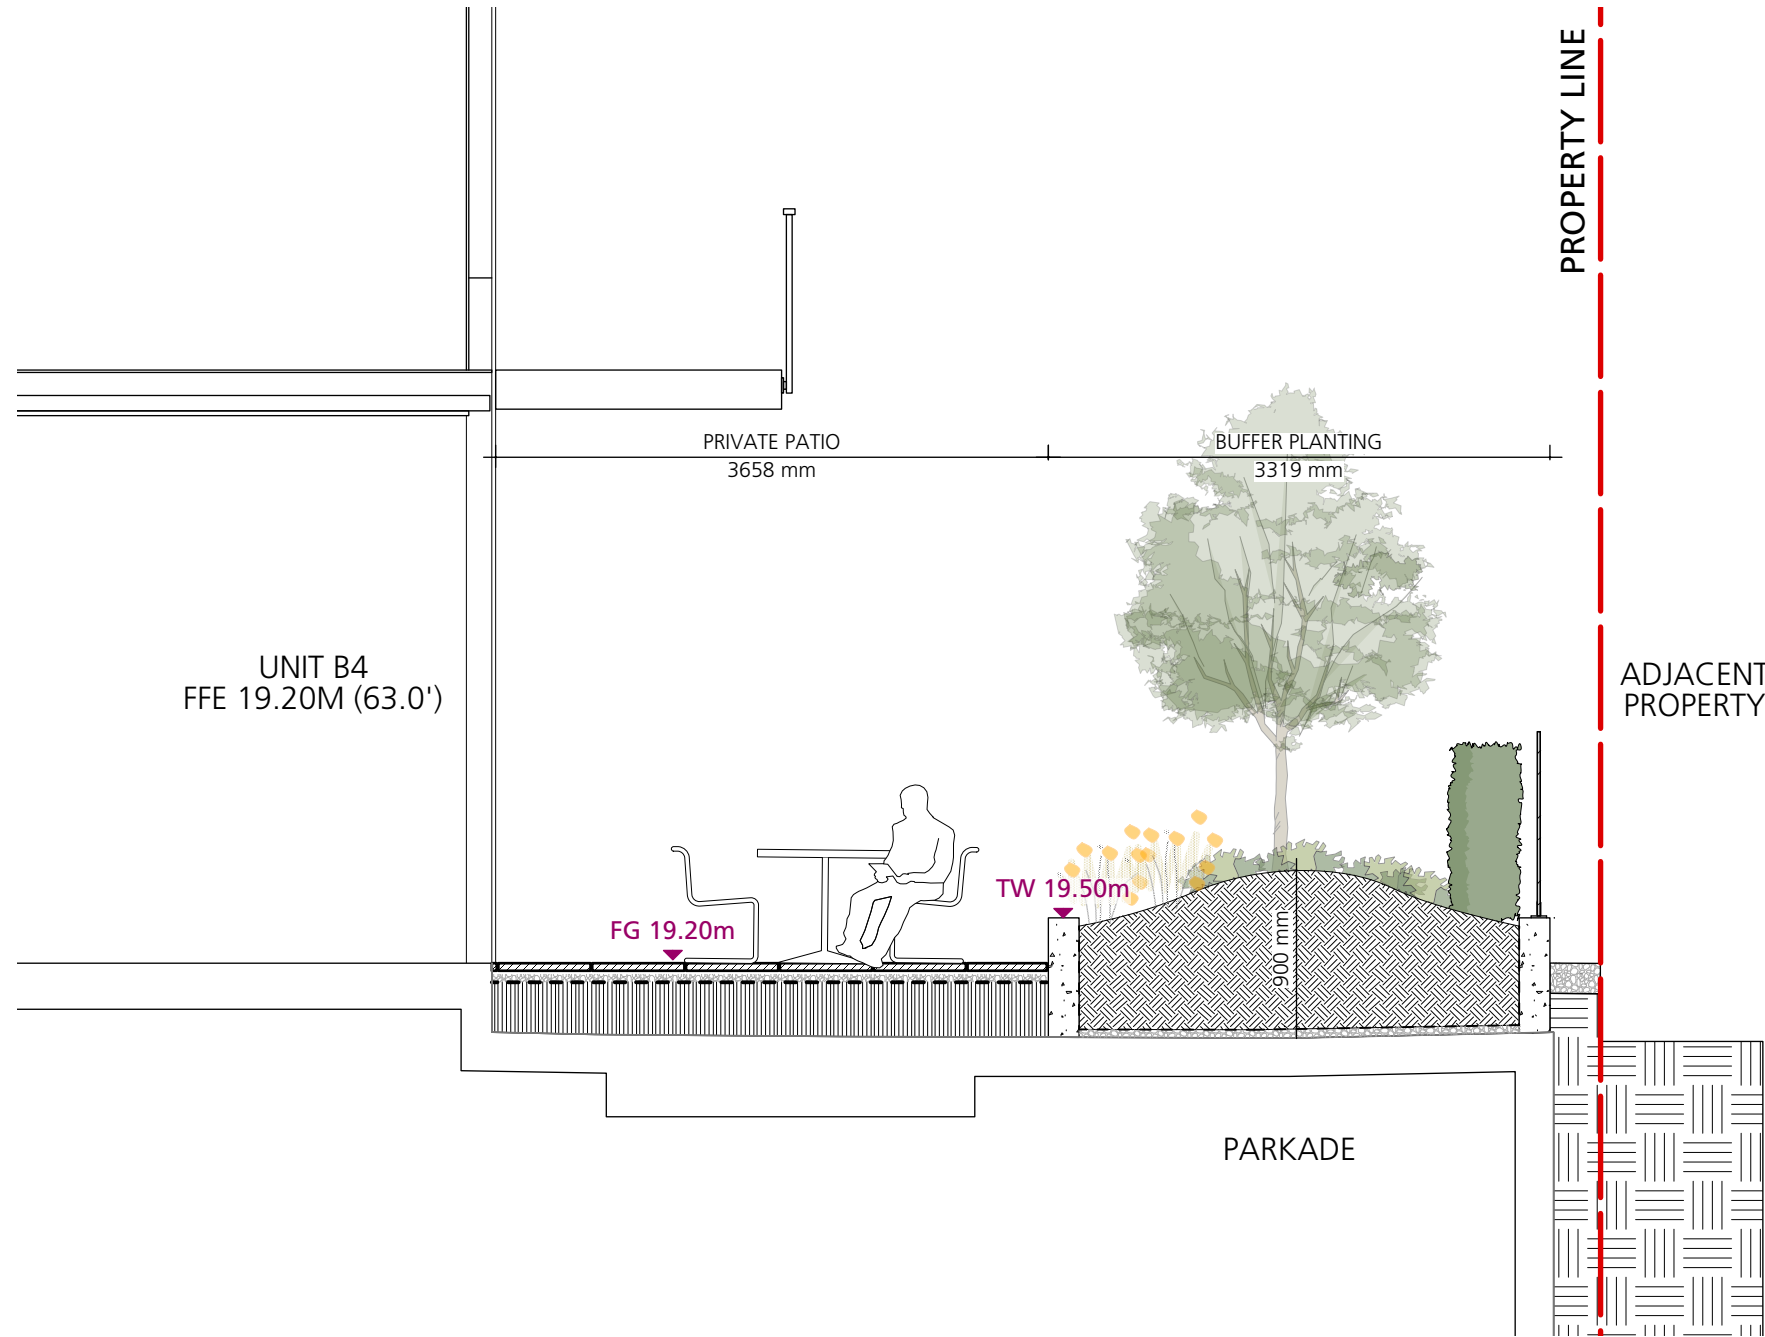 PROPERTY LINE
PRIVATE PATIO
3658 mm
BUFFER PLANTING
3319 mm
UNIT B4
FFE 19.20M (63.0')
ADJACENT
PROPERTY
TW 19.50m
FG 19.20m
900 mm
PARKADE